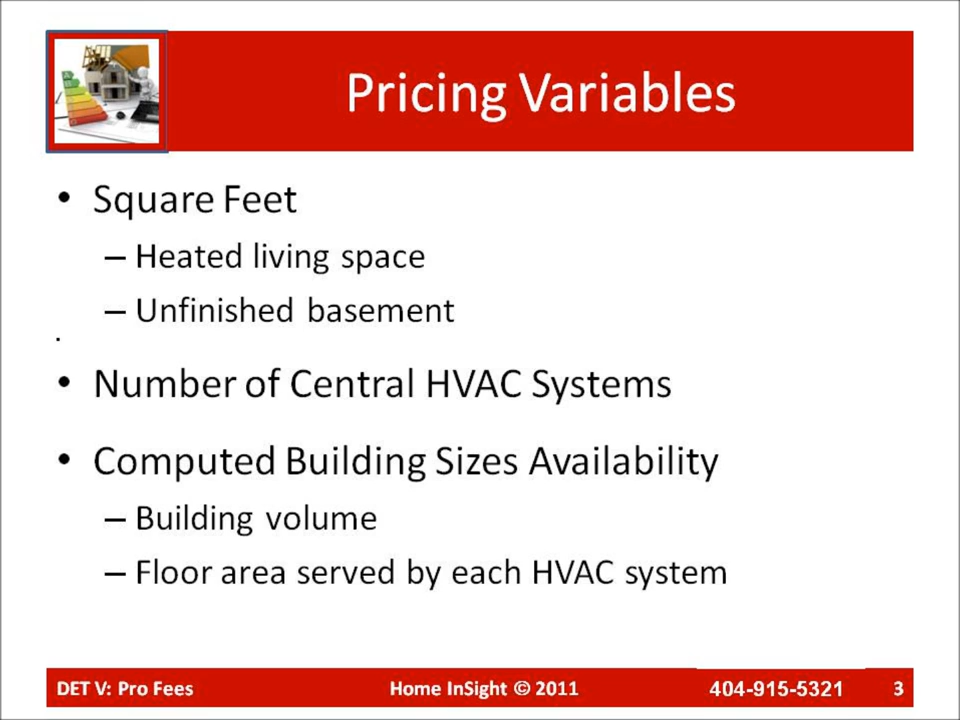 Pricing Variables
• Square Feet
– Heated living space
– Unfinished basement
•
• Number of Central HVAC Systems
• Computed Building Sizes Availability
– Building volume
– Floor area served by each HVAC system
DET V: Pro Fees Home InSight © 2011 404-915-5321 3